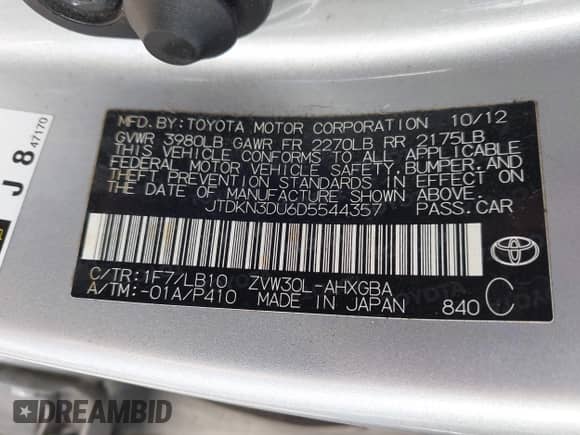 MFD. BY: TOYOTA MOTOR CORPORATION 10/12
GVWR 3980LB GAWR FR 2270LB RR 2175LB
THIS VEHICLE CONFORMS TO ALL APPLICABLE
FEDERAL MOTOR VEHICLE SAFETY, BUMPER, AND
THEFT PREVENTION STANDARDS IN EFFECT ON
THE DATE OF MANUFACTURE SHOWN ABOVE.
JTDKN3DU6D5544357 PASS. CAR
C/TR: 1F7/LB10 ZVW30L-AHXGBA
A/TM: -01A/P410 MADE IN JAPAN 840 C
TOYOTA
J 8 47170
DREAMBID